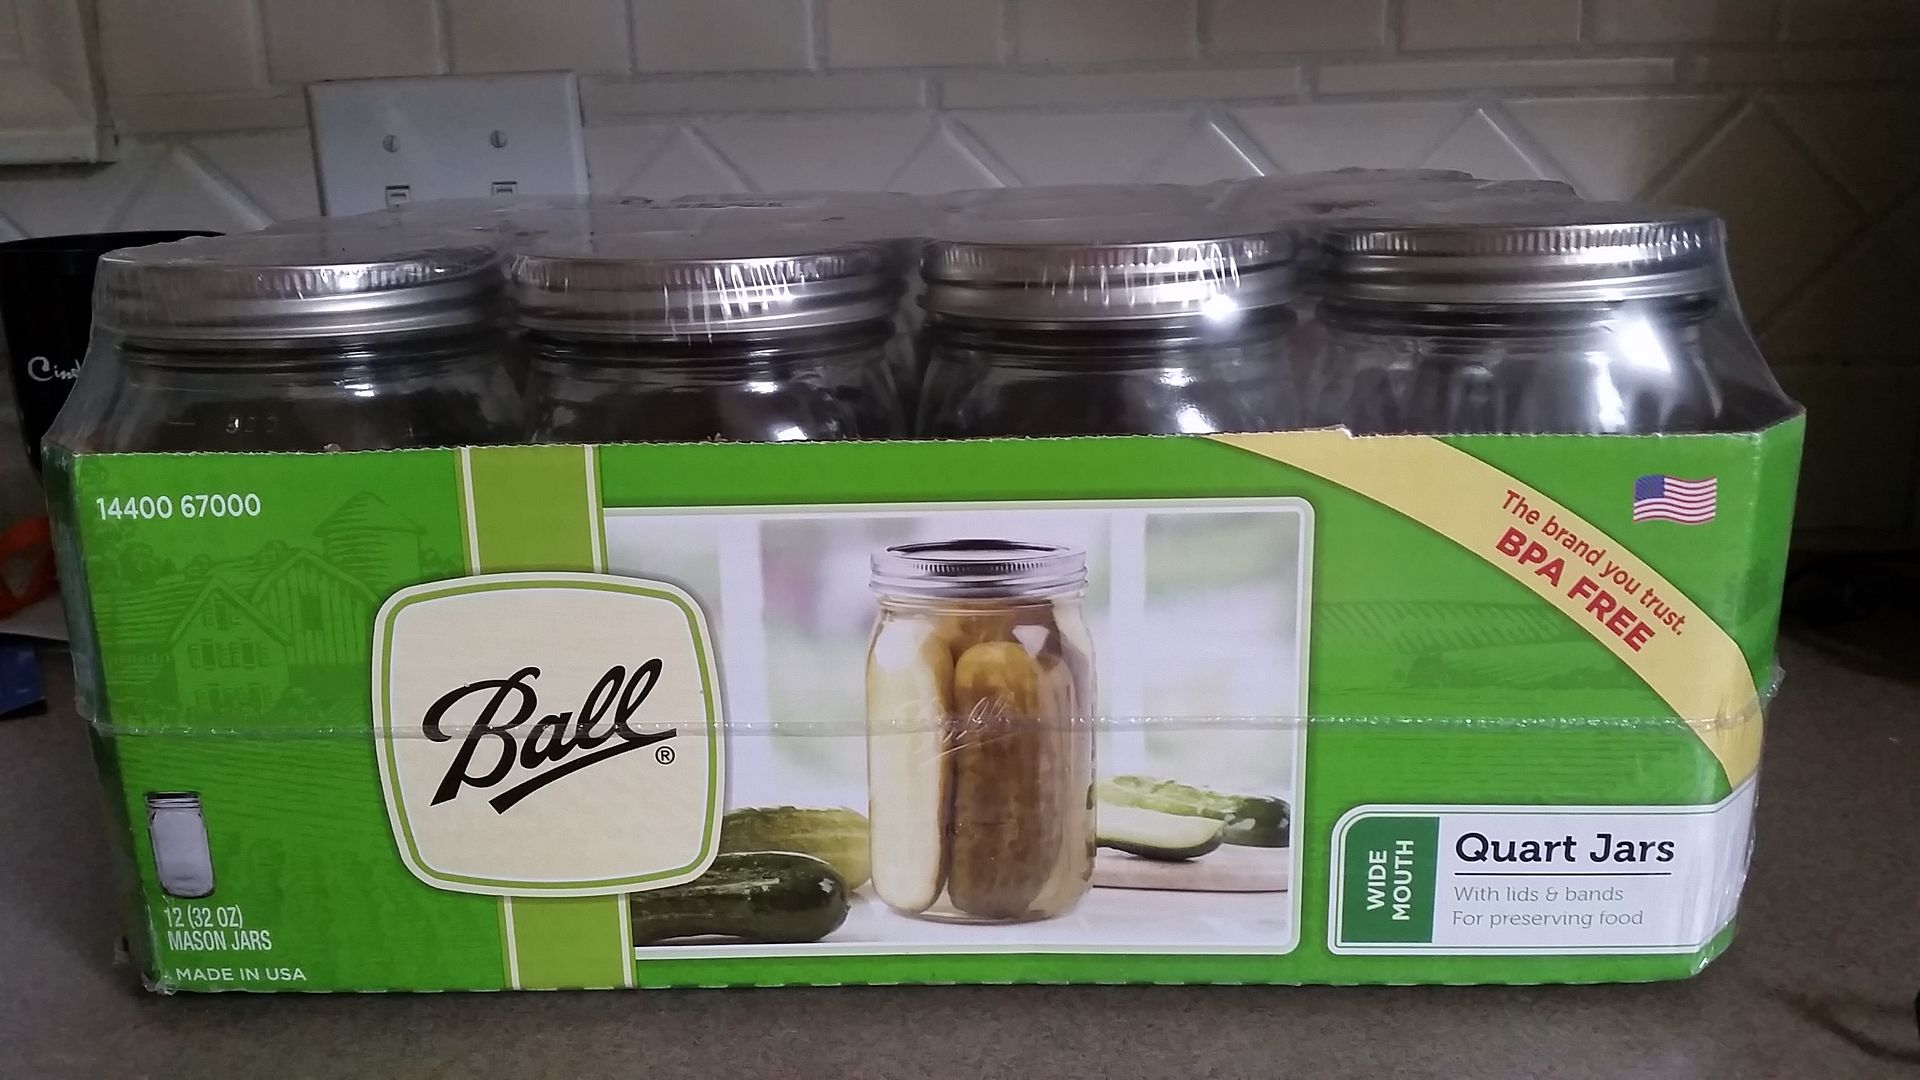 14400 67000
Ball®
Ball
The brand you trust.
BPA FREE
WIDE
MOUTH
Quart Jars
With lids & bands
For preserving food
12 (32 OZ)
MASON JARS
MADE IN USA